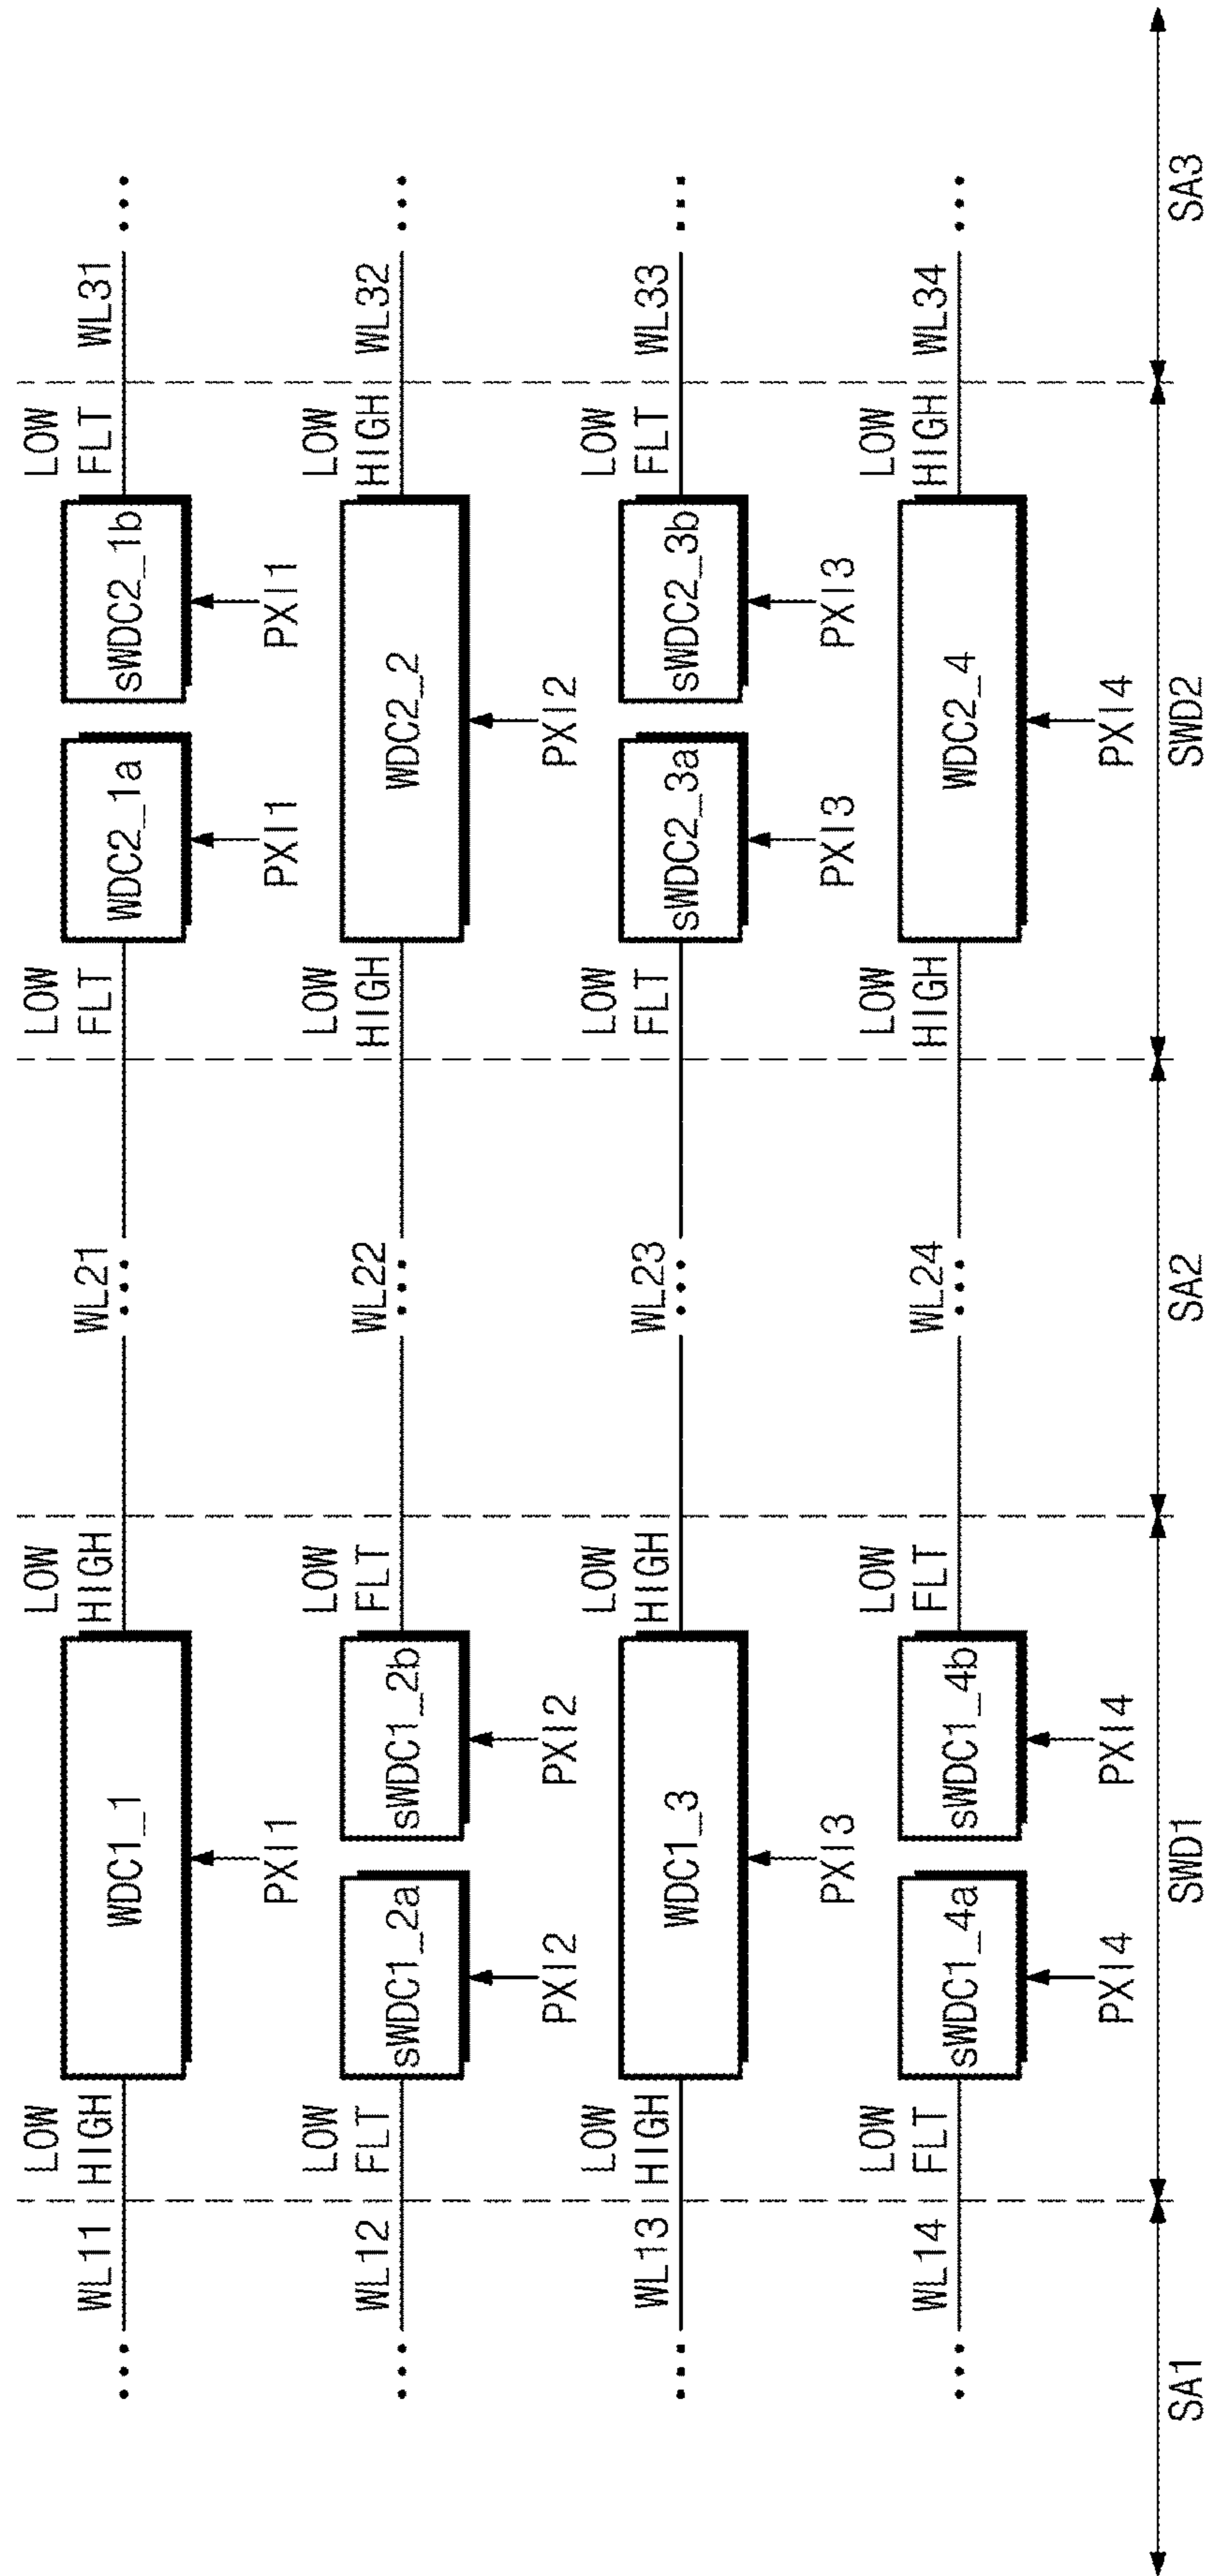 LOW LOW LOW LOW
WL11 HIGH WDC1_1 HIGH WL21 FLT WDC2_1a sWDC2_1b FLT WL31
PXI1 PXI1 PXI1
LOW LOW LOW LOW
WL12 FLT sWDC1_2a sWDC1_2b FLT WL22 HIGH WDC2_2 HIGH WL32
PXI2 PXI2 PXI2
LOW LOW LOW LOW
WL13 HIGH WDC1_3 HIGH WL23 FLT sWDC2_3a sWDC2_3b FLT WL33
PXI3 PXI3 PXI3
LOW LOW LOW LOW
WL14 FLT sWDC1_4a sWDC1_4b FLT WL24 HIGH WDC2_4 HIGH WL34
PXI4 PXI4 PXI4
SA1 SWD1 SA2 SWD2 SA3